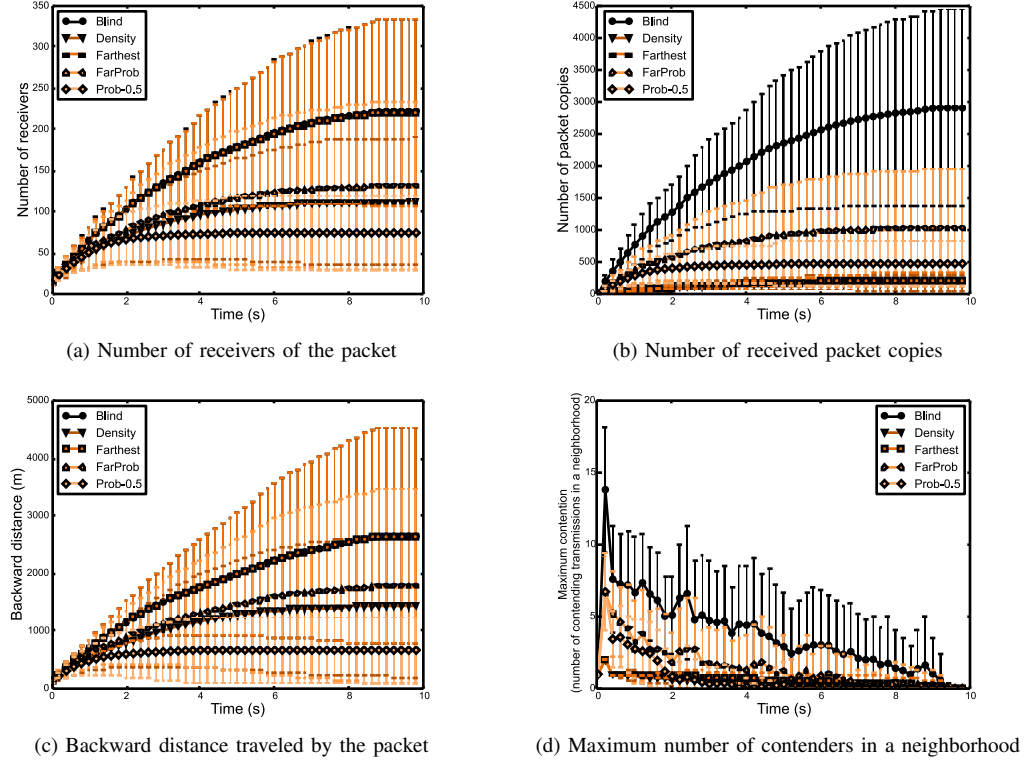 350
300
250
200
150
100
50
0
Number of receivers
Blind
Density
Farthest
FarProb
Prob-0.5
0 2 4 6 8 10
Time (s)
(a) Number of receivers of the packet
4500
4000
3500
3000
2500
2000
1500
1000
500
0
Number of packet copies
Blind
Density
Farthest
FarProb
Prob-0.5
0 2 4 6 8 10
Time (s)
(b) Number of received packet copies
5000
4000
3000
2000
1000
0
Backward distance (m)
Blind
Density
Farthest
FarProb
Prob-0.5
0 2 4 6 8 10
Time (s)
(c) Backward distance traveled by the packet
20
15
10
5
0
Maximum contention
(number of contending transmissions in a neighborhood)
Blind
Density
Farthest
FarProb
Prob-0.5
0 2 4 6 8 10
Time (s)
(d) Maximum number of contenders in a neighborhood